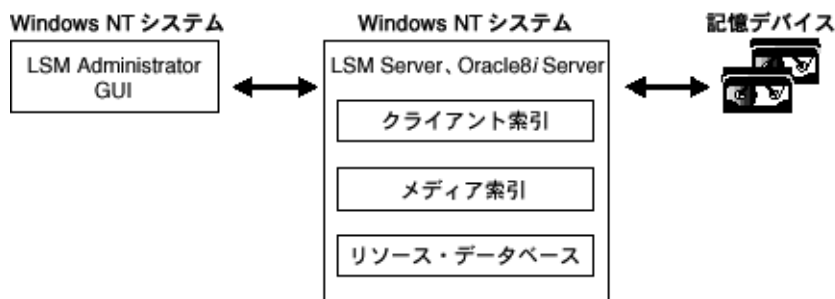 Windows NT システム
LSM Administrator
GUI
Windows NT システム
LSM Server、Oracle8i Server
クライアント索引
メディア索引
リソース・データベース
記憶デバイス